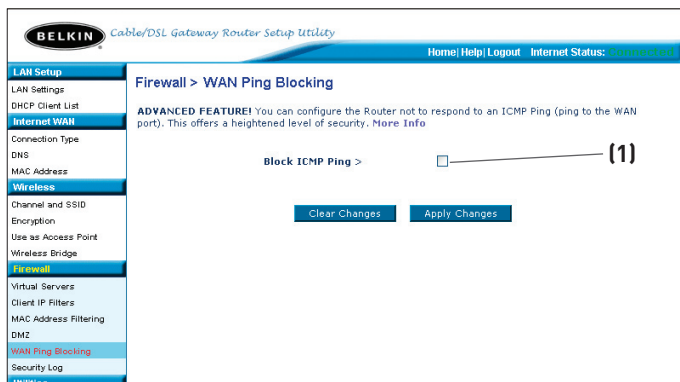 BELKIN
Cable/DSL Gateway Router Setup Utility
Home| Help| Logout Internet Status: Connected
LAN Setup
LAN Settings
DHCP Client List
Internet WAN
Connection Type
DNS
MAC Address
Wireless
Channel and SSID
Encryption
Use as Access Point
Wireless Bridge
Firewall
Virtual Servers
Client IP Filters
MAC Address Filtering
DMZ
WAN Ping Blocking
Security Log
Utilities
Firewall > WAN Ping Blocking
ADVANCED FEATURE! You can configure the Router not to respond to an ICMP Ping (ping to the WAN
port). This offers a heightened level of security. More Info
Block ICMP Ping >
(1)
Clear Changes Apply Changes